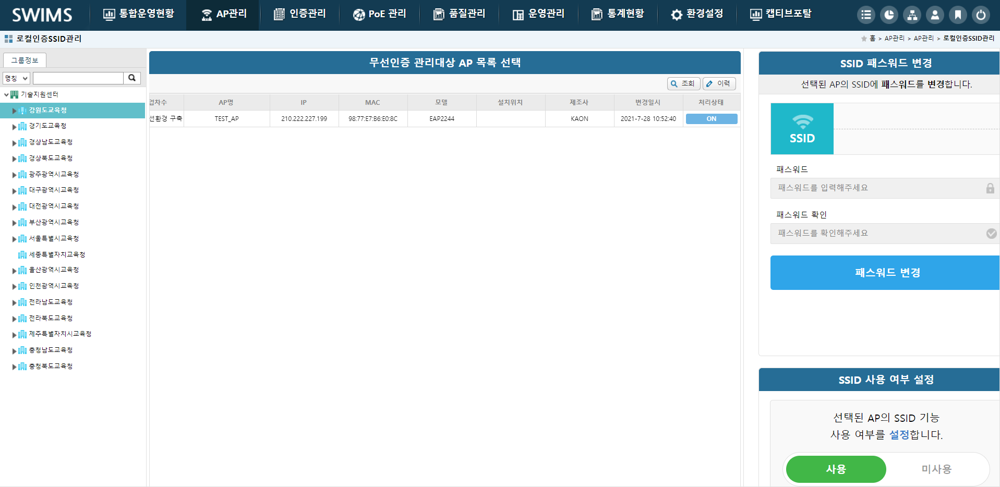 SWIMS
통합운영현황
AP관리
인증관리
PoE 관리
품질관리
운영관리
통계현황
환경설정
캡티브포탈
로컬인증SSID관리
홈 > AP관리 > AP관리 > 로컬인증SSID관리
그룹정보
명칭
기술지원센터
강원도교육청
경기도교육청
경상남도교육청
경상북도교육청
광주광역시교육청
대구광역시교육청
대전광역시교육청
부산광역시교육청
서울특별시교육청
세종특별자치교육청
울산광역시교육청
인천광역시교육청
전라남도교육청
전라북도교육청
제주특별자치시교육청
충청남도교육청
충청북도교육청
무선인증 관리대상 AP 목록 선택
조회 이력
업차수 AP명 IP MAC 모델 설치위치 제조사 변경일시 처리상태
선환경 구축 TEST_AP 210.222.227.199 98:77:E7:B6:E0:8C EAP2244 KAON 2021-7-28 10:52:40 ON
SSID 패스워드 변경
선택된 AP의 SSID에 패스워드를 변경합니다.
SSID
패스워드
패스워드를 입력해주세요
패스워드 확인
패스워드를 확인해주세요
패스워드 변경
SSID 사용 여부 설정
선택된 AP의 SSID 기능
사용 여부를 설정합니다.
사용 미사용